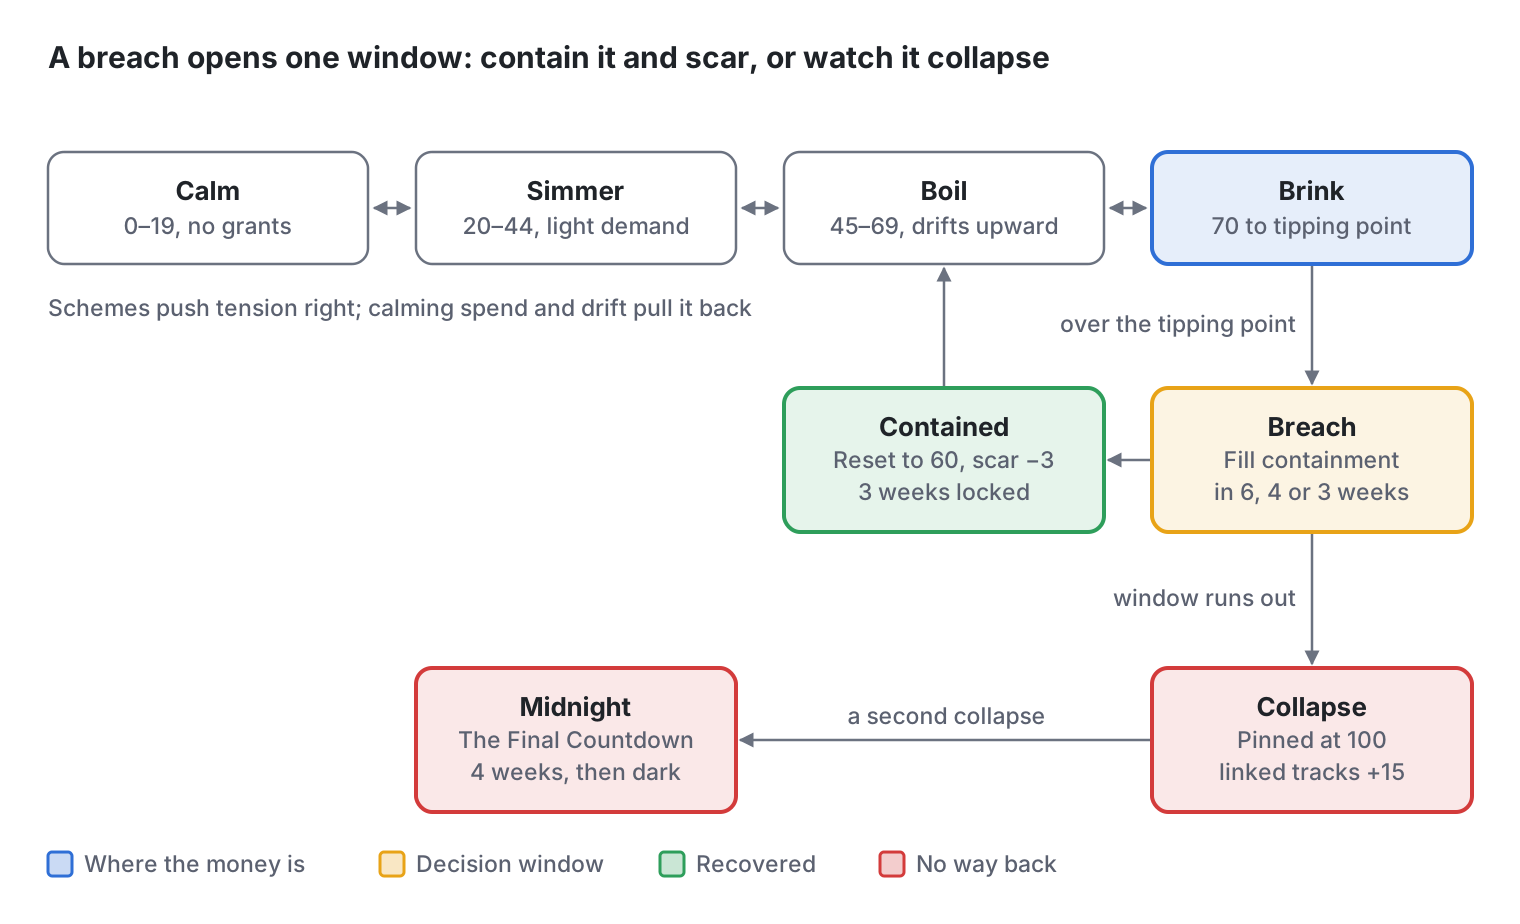 A breach opens one window: contain it and scar, or watch it collapse
Calm
0–19, no grants
Simmer
20–44, light demand
Boil
45–69, drifts upward
Brink
70 to tipping point
Schemes push tension right; calming spend and drift pull it back
over the tipping point
Contained
Reset to 60, scar −3
3 weeks locked
Breach
Fill containment
in 6, 4 or 3 weeks
window runs out
Midnight
The Final Countdown
4 weeks, then dark
a second collapse
Collapse
Pinned at 100
linked tracks +15
Where the money is
Decision window
Recovered
No way back